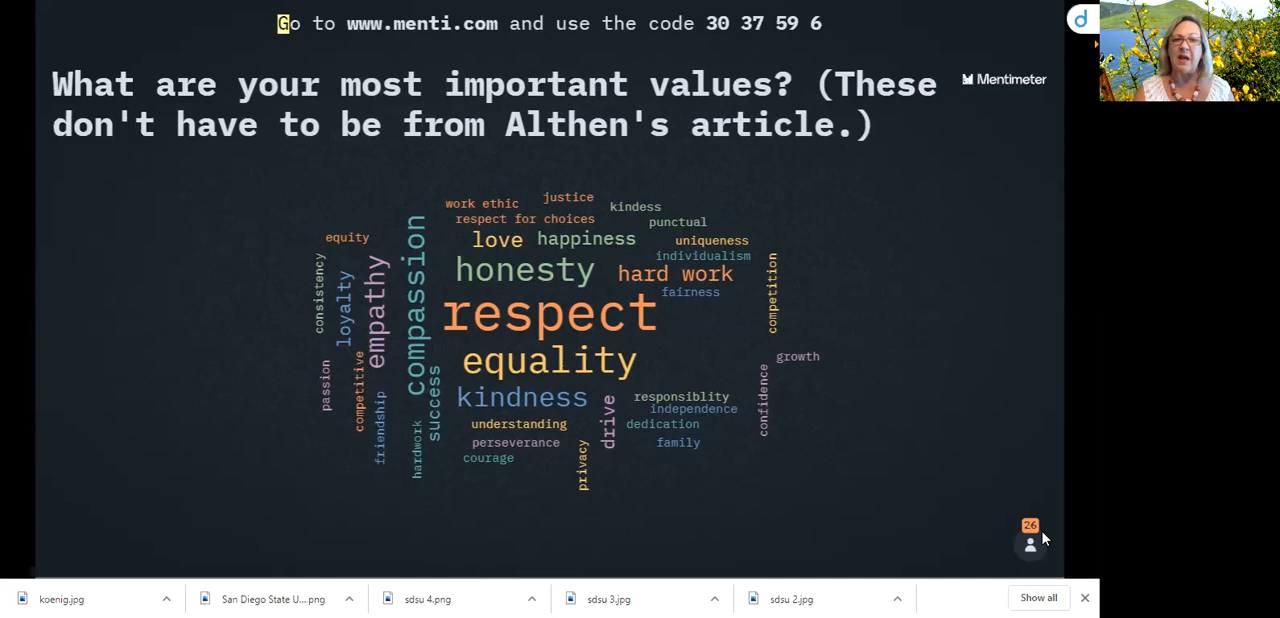 Go to www.menti.com and use the code 30 37 59 6
What are your most important values? (These
don't have to be from Althen's article.)
Mentimeter
work ethic
justice
kindess
respect for choices
punctual
equity
love
happiness
uniqueness
individualism
consistency
loyalty
empathy
compassion
honesty
hard work
fairness
competition
respect
equality
growth
passion
competitive
friendship
hardwork
success
kindness
drive
responsiblity
independence
confidence
understanding
dedication
perseverance
family
courage
privacy
26
koenig.jpg
San Diego State U....png
sdsu 4.png
sdsu 3.jpg
sdsu 2.jpg
Show all